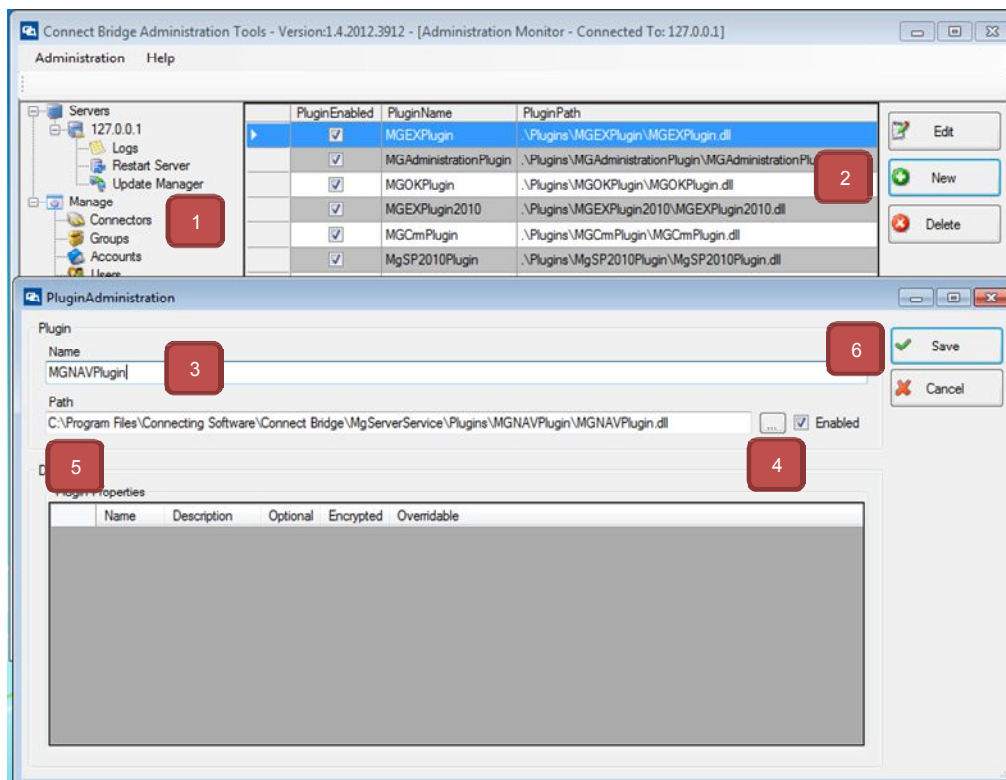 Connect Bridge Administration Tools - Version:1.4.2012.3912 - [Administration Monitor - Connected To: 127.0.0.1]
Administration Help
Servers
127.0.0.1
Logs
Restart Server
Update Manager
Manage
Connectors
Groups
Accounts
Users
1
PluginEnabled PluginName PluginPath
MGEXPlugin .\Plugins\MGEXPlugin\MGEXPlugin.dll
MGAdministrationPlugin .\Plugins\MGAdministrationPlugin\MGAdministrationPlu
MGOKPlugin .\Plugins\MGOKPlugin\MGOKPlugin.dll
MGEXPlugin2010 .\Plugins\MGEXPlugin2010\MGEXPlugin2010.dll
MGCrmPlugin .\Plugins\MGCrmPlugin\MGCrmPlugin.dll
MgSP2010Plugin .\Plugins\MgSP2010Plugin\MgSP2010Plugin.dll
2
Edit
New
Delete
PluginAdministration
Plugin
Name
MGNAVPlugin
3
Path
C:\Program Files\Connecting Software\Connect Bridge\MgServerService\Plugins\MGNAVPlugin\MGNAVPlugin.dll
... Enabled
4
6
Save
Cancel
5
Plugin Properties
Name Description Optional Encrypted Overridable